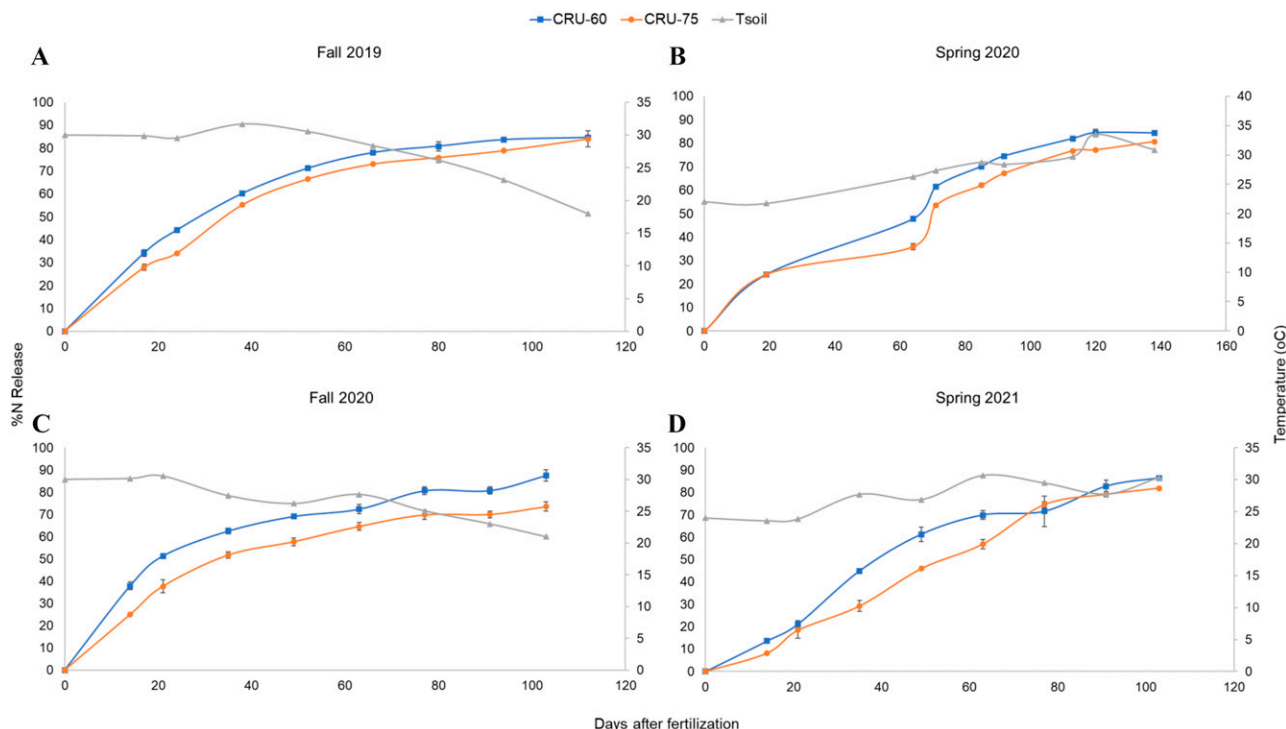 CRU-60 CRU-75 Tsoil
A Fall 2019
B Spring 2020
100 90 80 70 60 50 40 30 20 10 0
35 30 25 20 15 10 5 0
0 20 40 60 80 100 120
100 90 80 70 60 50 40 30 20 10 0
40 35 30 25 20 15 10 5 0
0 20 40 60 80 100 120 140 160
%N Release
Temperature (oC)
C Fall 2020
D Spring 2021
100 90 80 70 60 50 40 30 20 10 0
35 30 25 20 15 10 5 0
0 20 40 60 80 100 120
100 90 80 70 60 50 40 30 20 10 0
35 30 25 20 15 10 5 0
0 20 40 60 80 100 120
Days after fertilization